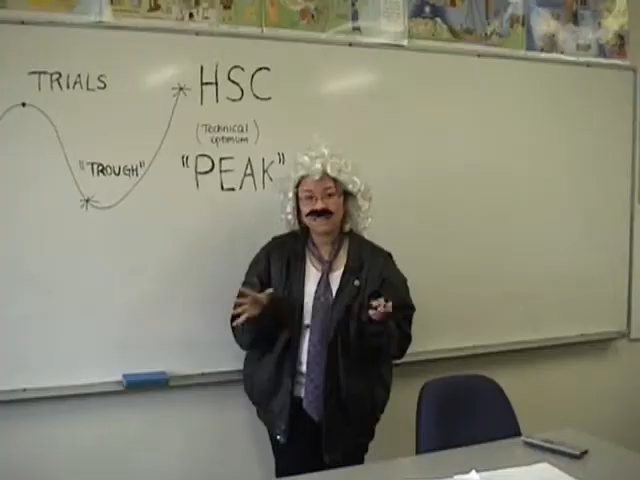 TRIALS
HSC
(Technical
optimum)
"TROUGH"
"PEAK"